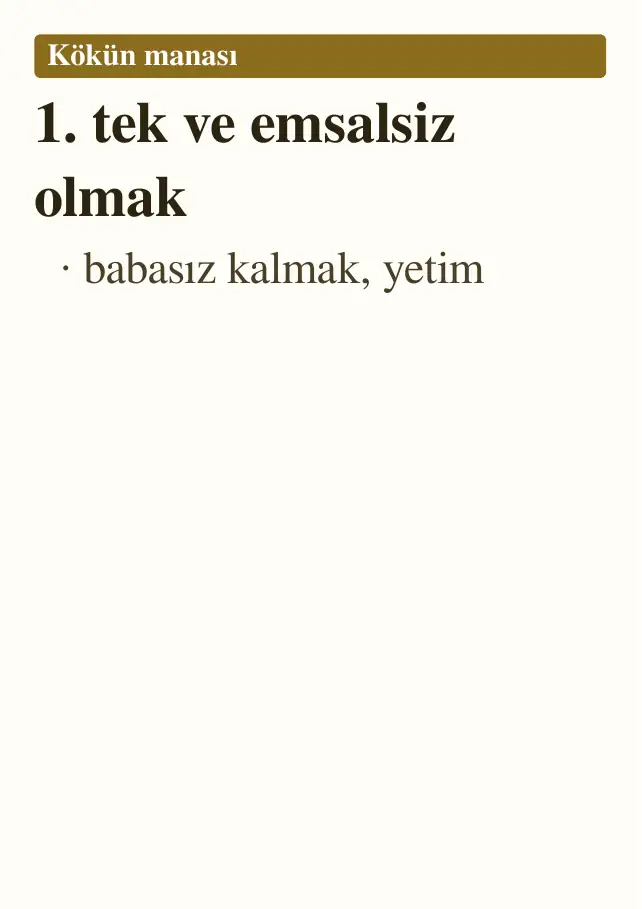 Kökün manası
1. tek ve emsalsiz
olmak
· babasız kalmak, yetim